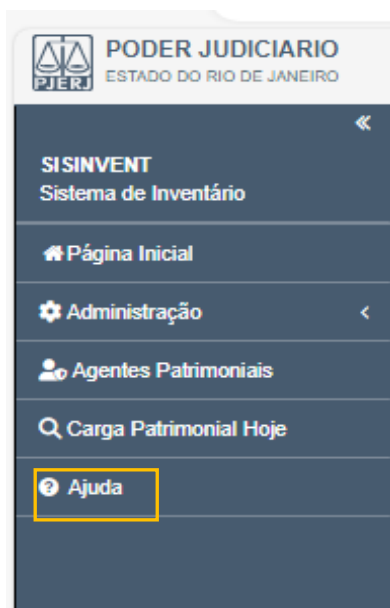 PODER JUDICIARIO
ESTADO DO RIO DE JANEIRO
PJERJ
«
SISINVENT
Sistema de Inventário
Página Inicial
Administração
Agentes Patrimoniais
Carga Patrimonial Hoje
Ajuda